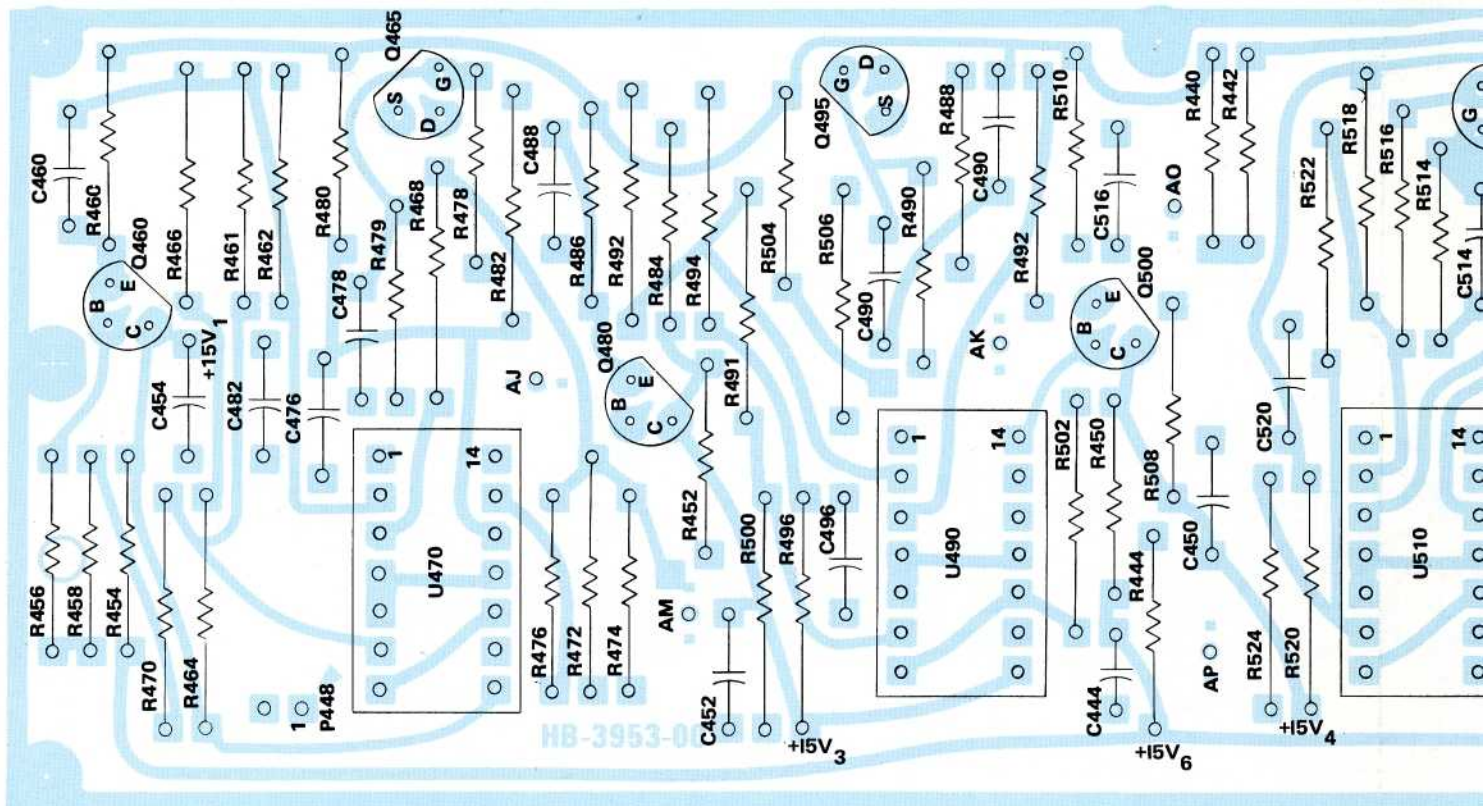 C460
R460
Q460
B
E
C
R466
R461
R462
R480
Q465
S
G
D
R468
R479
C478
R478
R482
C488
R486
R492
R484
R494
R504
Q495
G
D
S
R506
C490
R490
R488
C490
R492
R510
C516
AO
R440
R442
R522
R518
R516
R514
C514
G
+15V1
C454
C482
C476
AJ
Q480
B
E
C
R491
AK
Q500
B
E
C
R456
R458
R454
R470
R464
1
P448
1
14
U470
R476
R472
R474
R452
AM
C452
R500
R496
C496
+15V3
1
14
U490
R502
R450
R508
R444
C444
C450
+15V6
AP
C520
R524
R520
+15V4
1
14
U510
HB-3953-00